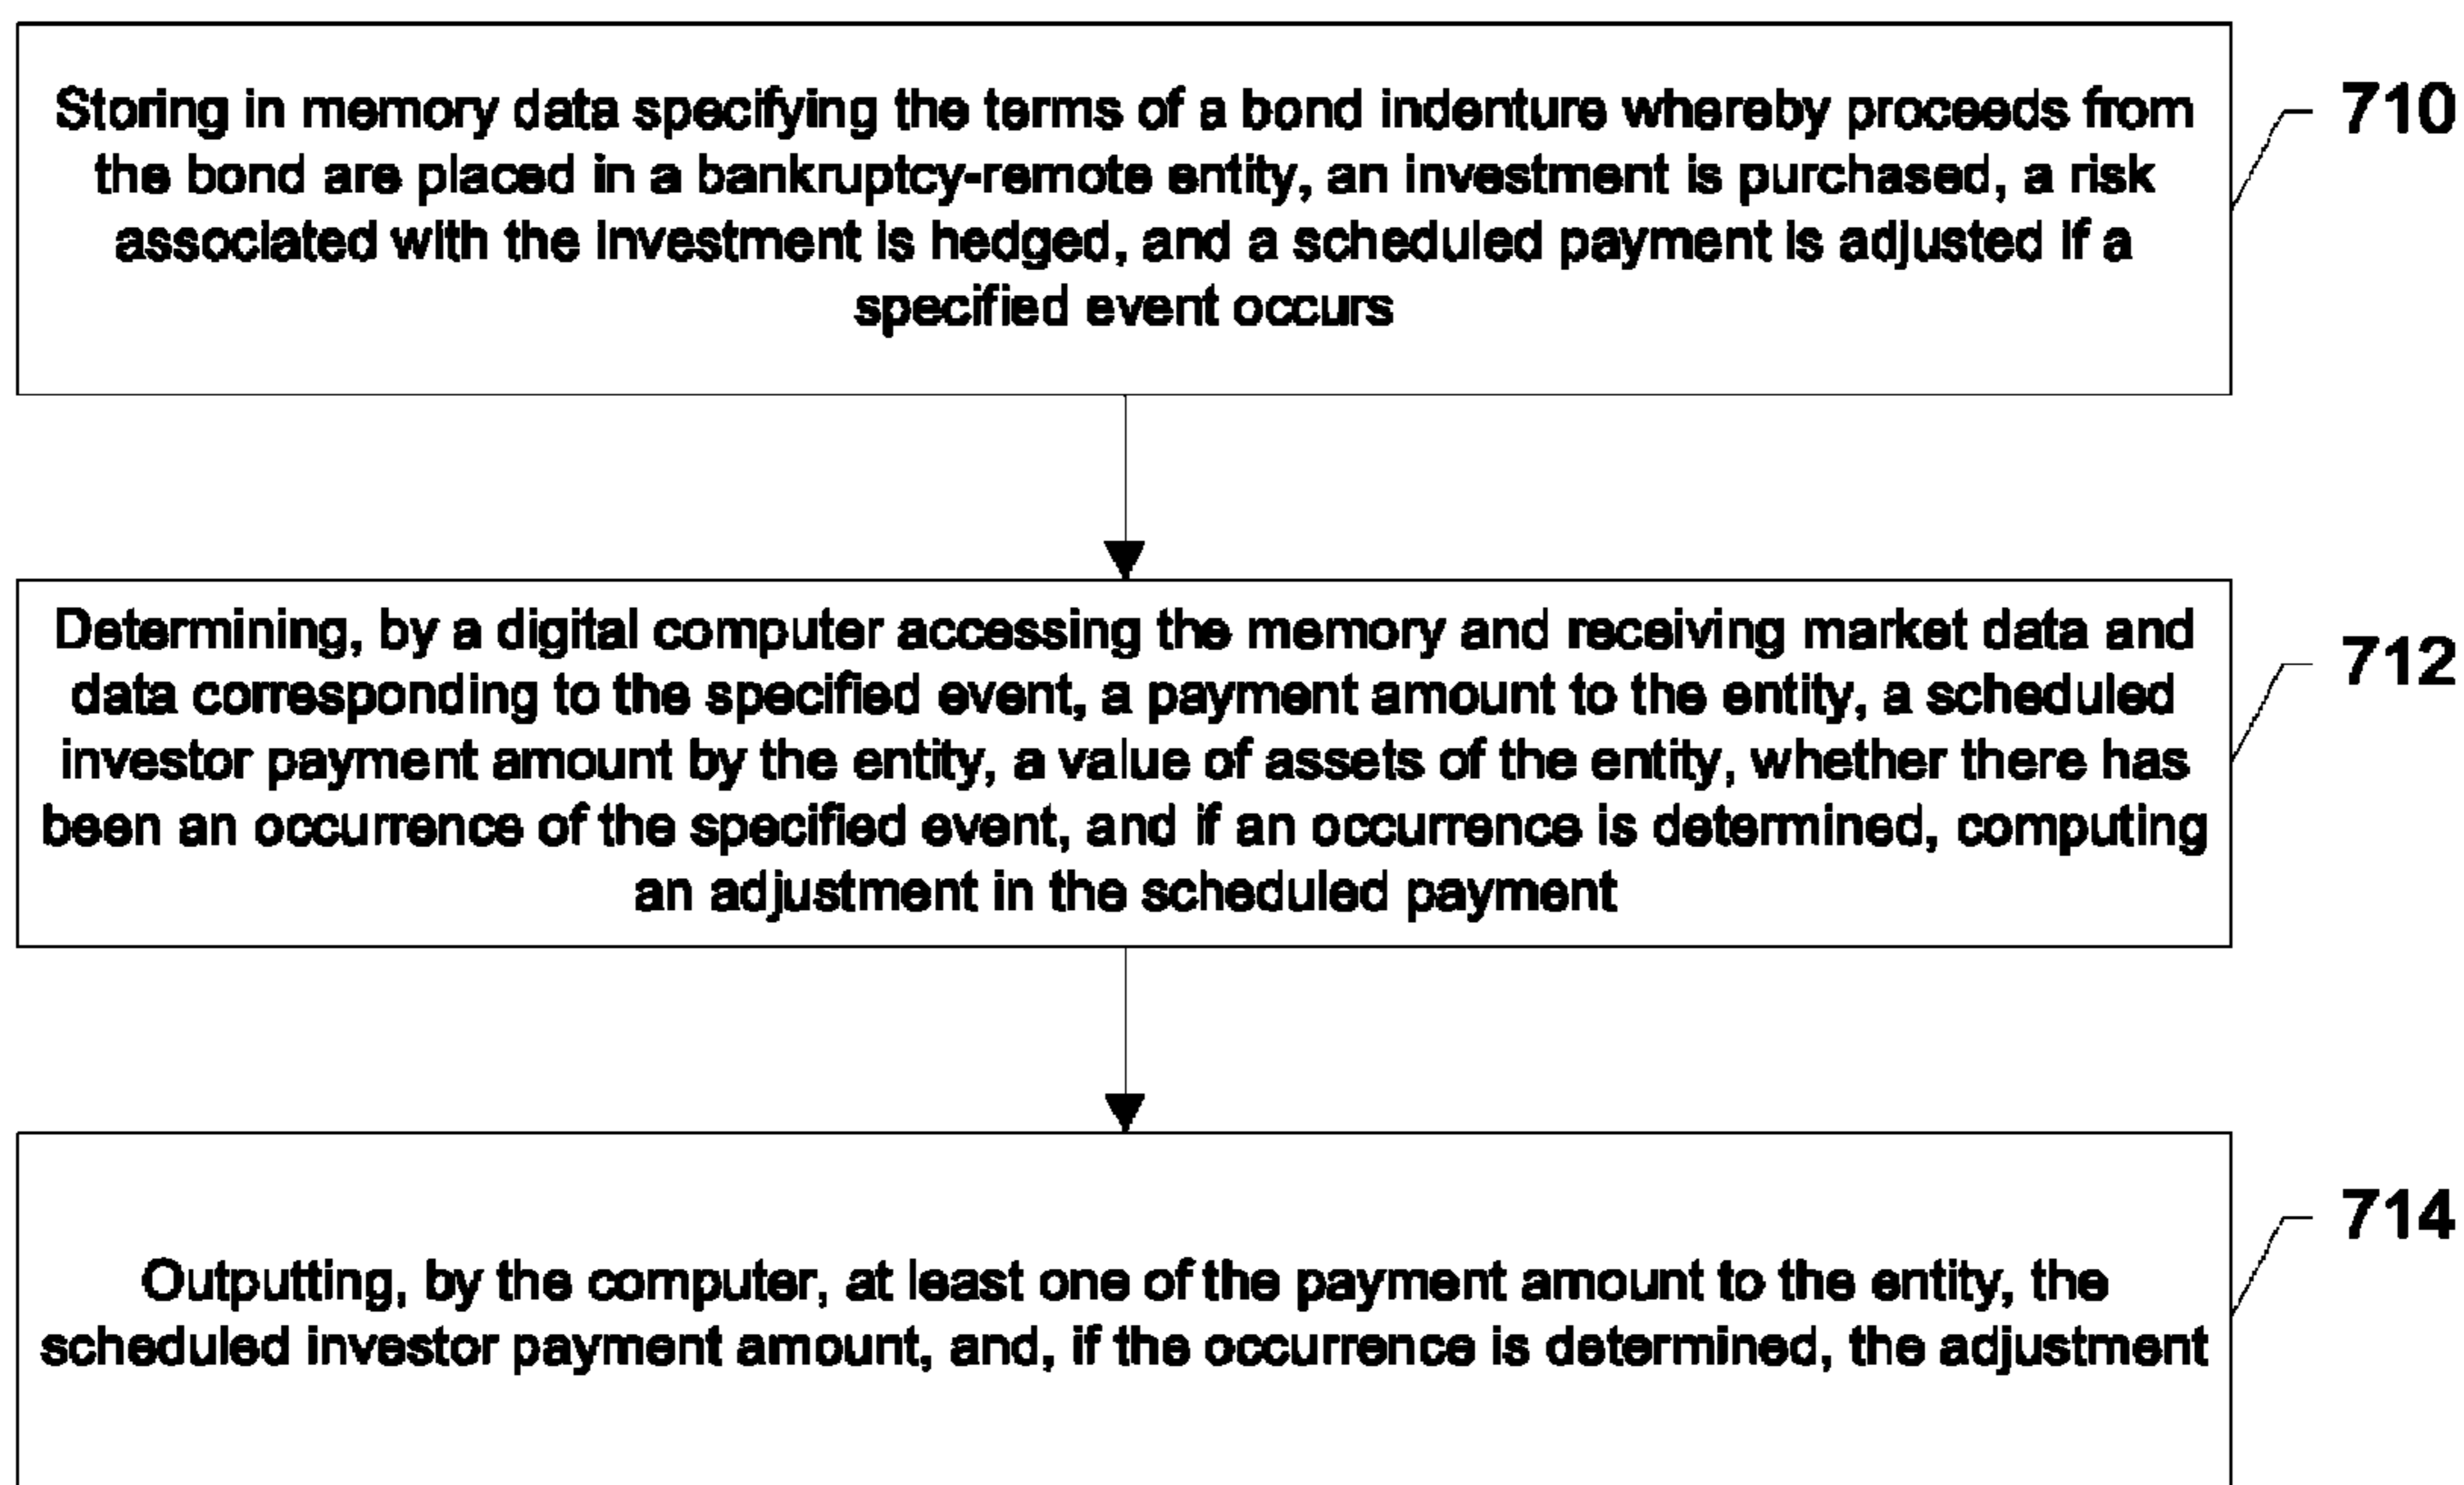 Storing in memory data specifying the terms of a bond indenture whereby proceeds from
the bond are placed in a bankruptcy-remote entity, an investment is purchased, a risk
associated with the investment is hedged, and a scheduled payment is adjusted if a
specified event occurs
710
Determining, by a digital computer accessing the memory and receiving market data and
data corresponding to the specified event, a payment amount to the entity, a scheduled
investor payment amount by the entity, a value of assets of the entity, whether there has
been an occurrence of the specified event, and if an occurrence is determined, computing
an adjustment in the scheduled payment
712
Outputting, by the computer, at least one of the payment amount to the entity, the
scheduled investor payment amount, and, if the occurrence is determined, the adjustment
714